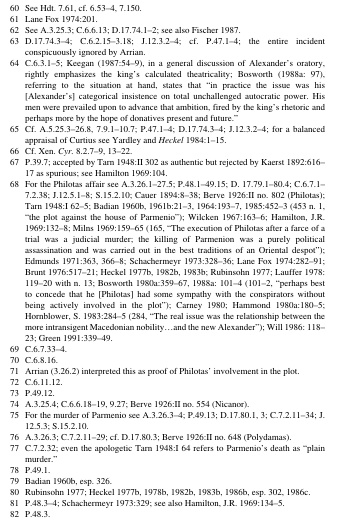 60 See Hdt. 7.61, cf. 6.53–4, 7.150.
61 Lane Fox 1974:201.
62 See A.3.25.3; C.6.6.13; D.17.74.1–2; see also Fischer 1987.
63 D.17.74.3–4; C.6.2.15–3.18; J.12.3.2–4; cf. P.47.1–4; the entire incident
conspicuously ignored by Arrian.
64 C.6.3.1–5; Keegan (1987:54–9), in a general discussion of Alexander's oratory,
rightly emphasizes the king's calculated theatricality; Bosworth (1988a: 97),
referring to the situation at hand, states that “in practice the issue was his
[Alexander's] categorical insistence on total unchallenged autocratic power. His
men were prevailed upon to advance that ambition, fired by the king's rhetoric and
perhaps more by the hope of donatives present and future.”
65 Cf. A.5.25.3–26.8, 7.9.1–10.7; P.47.1–4; D.17.74.3–4; J.12.3.2–4; for a balanced
appraisal of Curtius see Yardley and Heckel 1984:1–15.
66 Cf. Xen. Cyr. 8.2.7–9, 13–22.
67 P.39.7; accepted by Tarn 1948:II 302 as authentic but rejected by Kaerst 1892:616–
17 as spurious; see Hamilton 1969:104.
68 For the Philotas affair see A.3.26.1–27.5; P.48.1–49.15; D. 17.79.1–80.4; C.6.7.1–
7.2.38; J.12.5.1–8; S.15.2.10; Cauer 1894:8–38; Berve 1926:II no. 802 (Philotas);
Tarn 1948:I 62–5; Badian 1960b, 1961b:21–3, 1964:193–7, 1985:452–3 (453 n. 1,
“the plot against the house of Parmenio”); Wilcken 1967:163–6; Hamilton, J.R.
1969:132–8; Milns 1969:159–65 (165, “The execution of Philotas after a farce of a
trial was a judicial murder; the killing of Parmenion was a purely political
assassination and was carried out in the best traditions of an Oriental despot”);
Edmunds 1971:363, 366–8; Schachermeyr 1973:328–36; Lane Fox 1974:282–91;
Brunt 1976:517–21; Heckel 1977b, 1982b, 1983b; Rubinsohn 1977; Lauffer 1978:
119–20 with n. 13; Bosworth 1980a:359–67, 1988a: 101–4 (101–2, “perhaps best
to concede that he [Philotas] had some sympathy with the conspirators without
being actively involved in the plot”); Carney 1980; Hammond 1980a:180–5;
Hornblower, S. 1983:284–5 (284, “The real issue was the relationship between the
more intransigent Macedonian nobility…and the new Alexander”); Will 1986: 118–
23; Green 1991:339–49.
69 C.6.7.33–4.
70 C.6.8.16.
71 Arrian (3.26.2) interpreted this as proof of Philotas' involvement in the plot.
72 C.6.11.12.
73 P.49.12.
74 A.3.25.4; C.6.6.18–19, 9.27; Berve 1926:II no. 554 (Nicanor).
75 For the murder of Parmenio see A.3.26.3–4; P.49.13; D.17.80.1, 3; C.7.2.11–34; J.
12.5.3; S.15.2.10.
76 A.3.26.3; C.7.2.11–29; cf. D.17.80.3; Berve 1926:II no. 648 (Polydamas).
77 C.7.2.32; even the apologetic Tarn 1948:I 64 refers to Parmenio's death as “plain
murder.”
78 P.49.1.
79 Badian 1960b, esp. 326.
80 Rubinsohn 1977; Heckel 1977b, 1978b, 1982b, 1983b, 1986b, esp. 302, 1986c.
81 P.48.3–4; Schachermeyr 1973:329; see also Hamilton, J.R. 1969:134–5.
82 P.48.3.